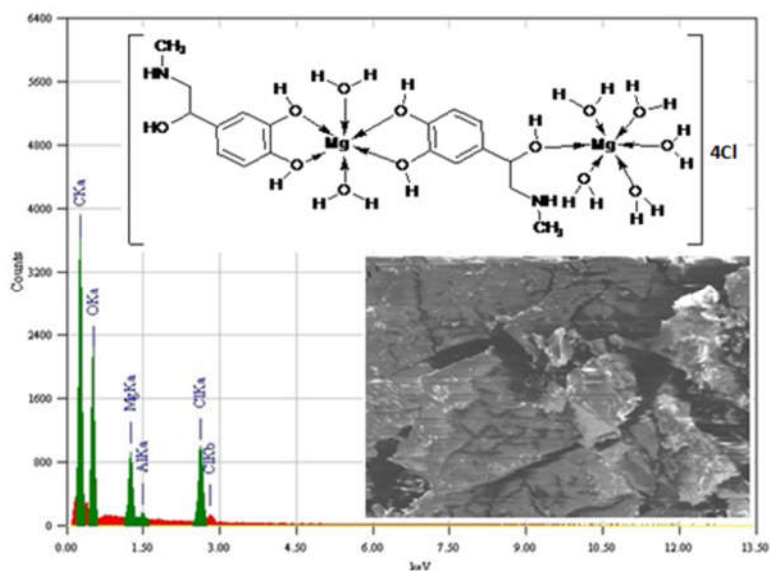 6400
5600
4800
4000
3200
2400
1600
800
0
Counts
0.00 1.50 3.00 4.50 6.00 7.50 9.00 10.50 12.00 13.50
keV
CKa
OKa
MgKa
AlKa
ClKa
ClKb
CH₃
HN
HO
H
O
O
H
H H
O
Mg
O
H H
H
O
O
H
H
O
NH
CH₃
Mg
H H
O
H
O
H
O
H
H
O
H
H
O
H
H
4Cl